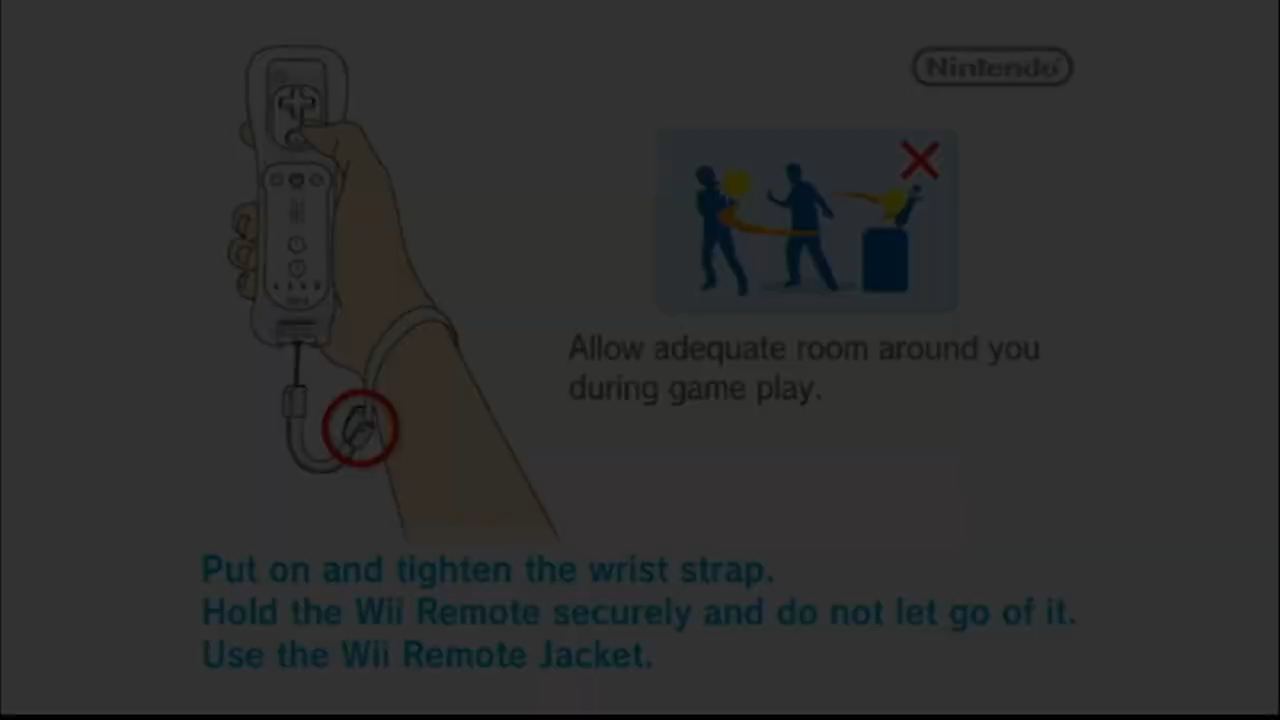 Nintendo
Allow adequate room around you
during game play.
Put on and tighten the wrist strap.
Hold the Wii Remote securely and do not let go of it.
Use the Wii Remote Jacket.